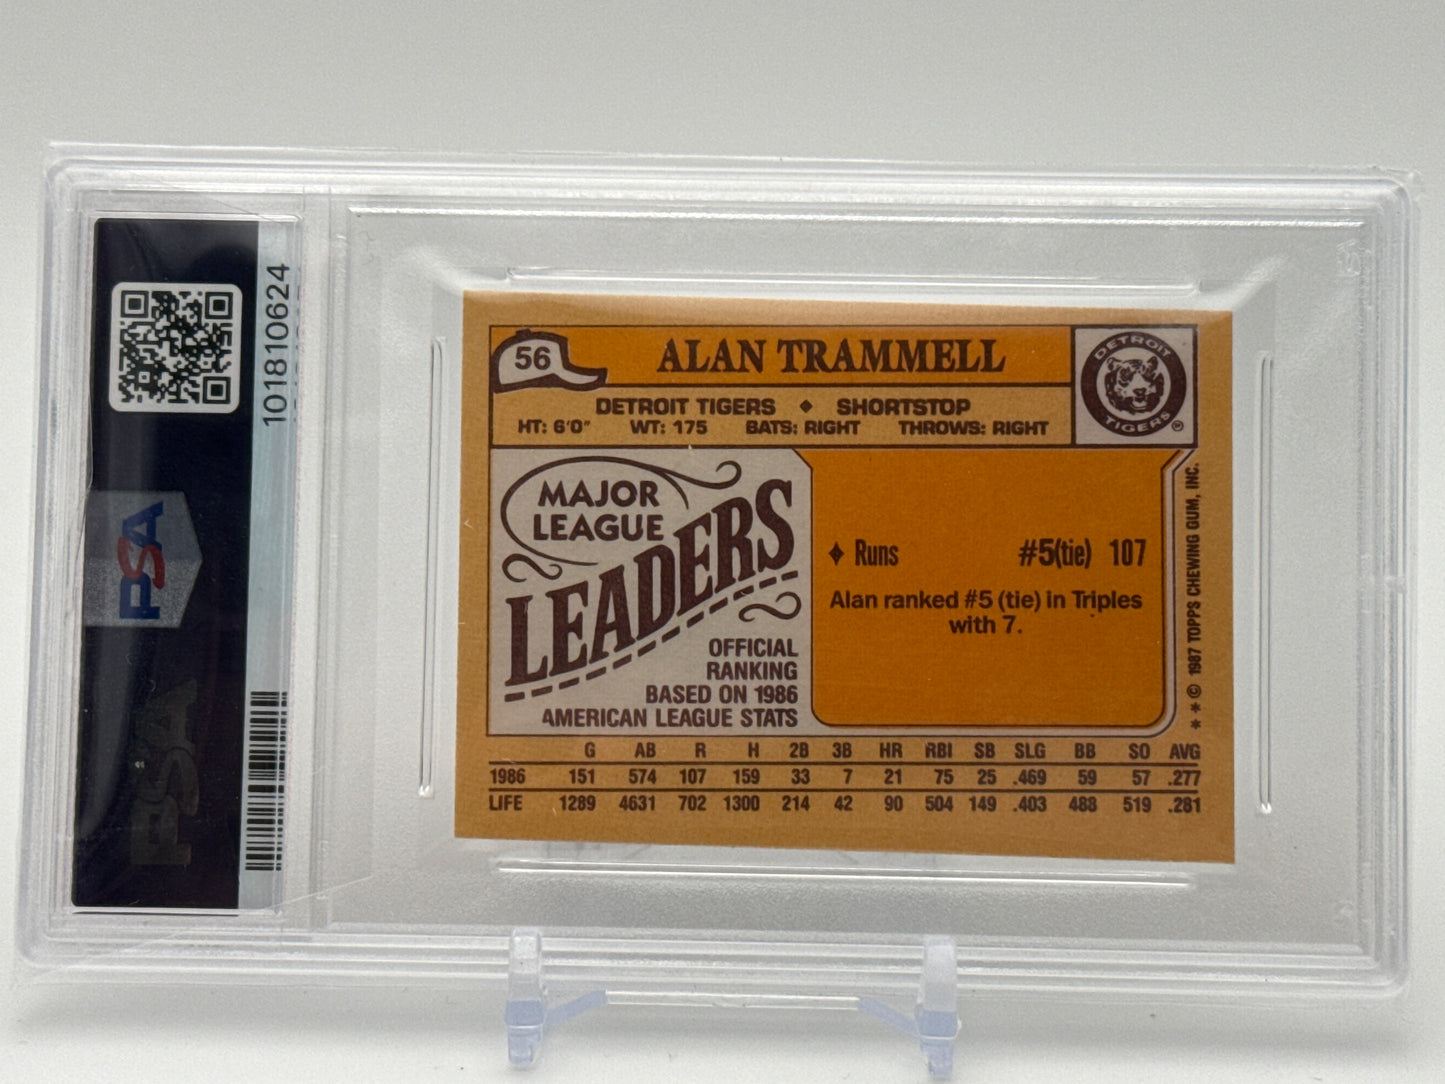 101810624
PSA
PSA
56
ALAN TRAMMELL
DETROIT TIGERS ♦ SHORTSTOP
HT: 6'0" WT: 175 BATS: RIGHT THROWS: RIGHT
DETROIT
TIGERS ®
MAJOR
LEAGUE
LEADERS
OFFICIAL
RANKING
BASED ON 1986
AMERICAN LEAGUE STATS
♦ Runs #5(tie) 107
Alan ranked #5 (tie) in Triples
with 7.
* * © 1987 TOPPS CHEWING GUM, INC.
G AB R H 2B 3B HR RBI SB SLG BB SO AVG
1986 151 574 107 159 33 7 21 75 25 .469 59 57 .277
LIFE 1289 4631 702 1300 214 42 90 504 149 .403 488 519 .281